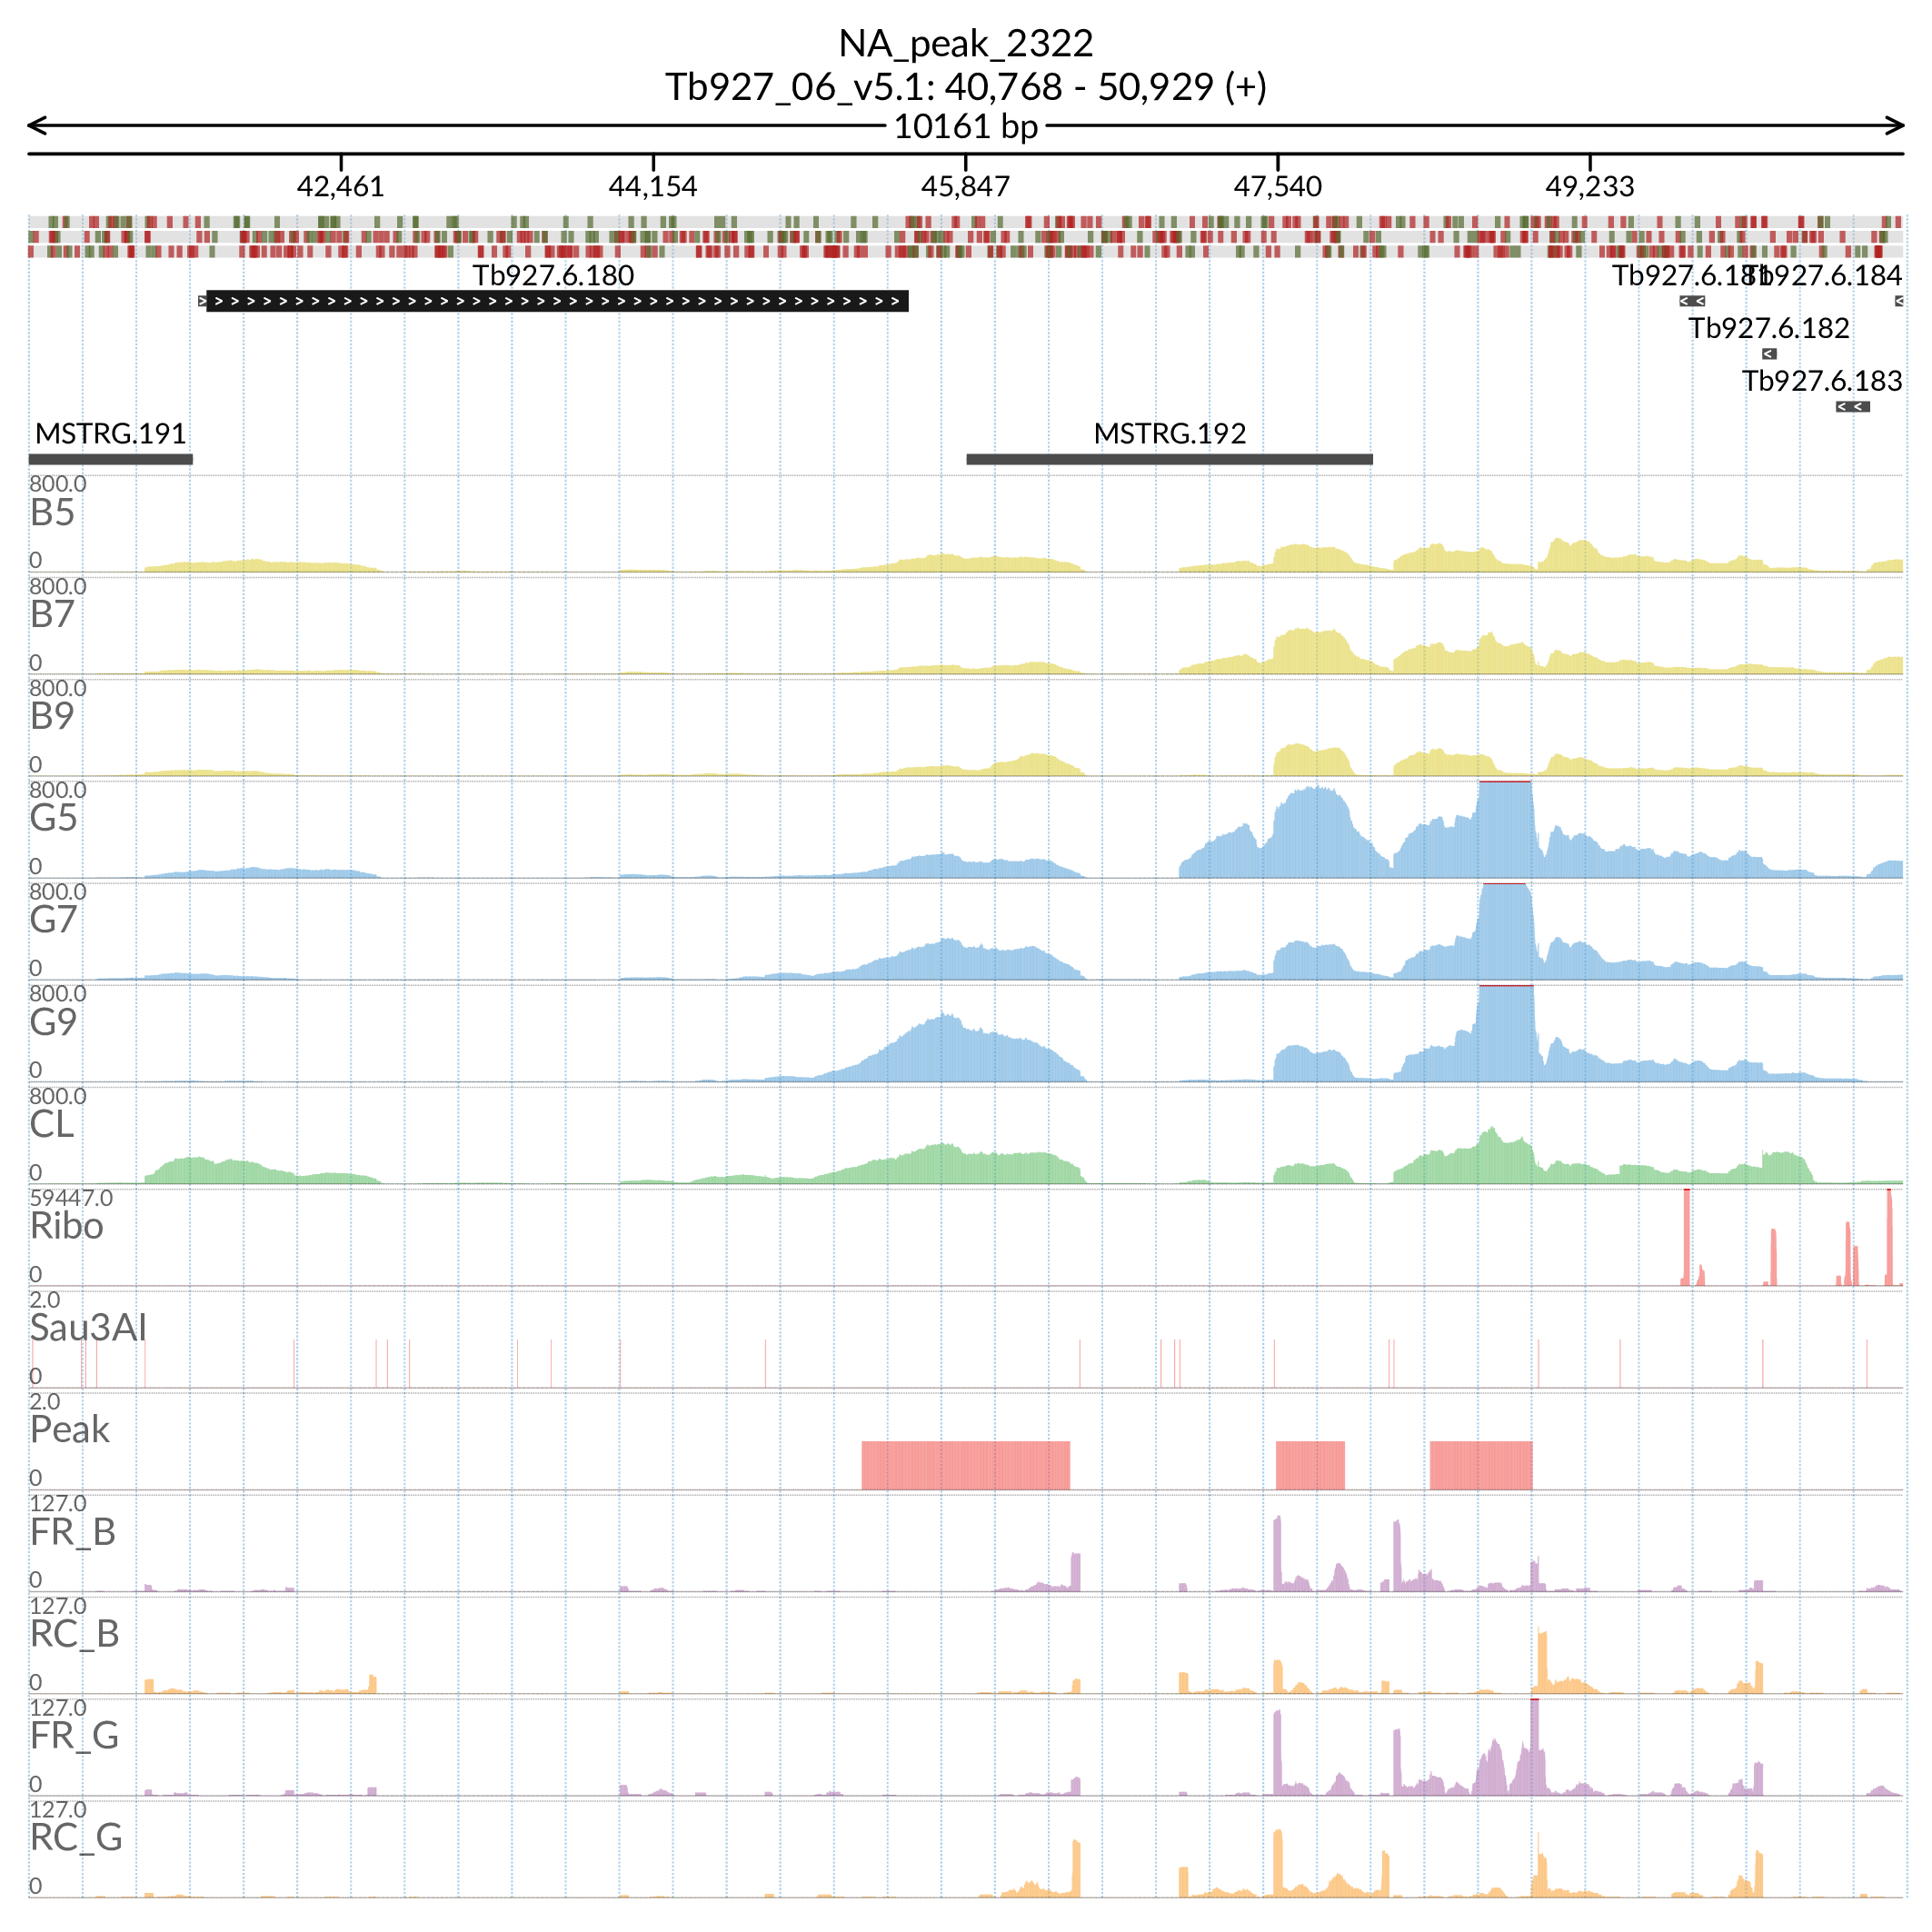 NA_peak_2322
Tb927_06_v5.1: 40,768 - 50,929 (+)
10161 bp
42,461 44,154 45,847 47,540 49,233
Tb927.6.180 Tb927.6.181 Tb927.6.184
Tb927.6.182
Tb927.6.183
MSTRG.191 MSTRG.192
800.0
B5
0
800.0
B7
0
800.0
B9
0
800.0
G5
0
800.0
G7
0
800.0
G9
0
800.0
CL
0
59447.0
Ribo
0
2.0
Sau3AI
0
2.0
Peak
0
127.0
FR_B
0
127.0
RC_B
0
127.0
FR_G
0
127.0
RC_G
0